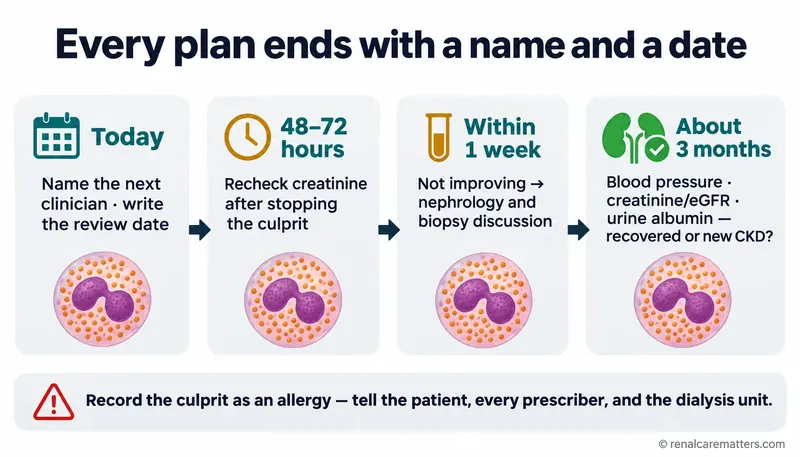 Every plan ends with a name and a date
Today
Name the next
clinician · write
the review date
48–72
hours
Recheck creatinine
after stopping
the culprit
Within
1 week
Not improving →
nephrology and
biopsy discussion
About
3 months
Blood pressure ·
creatinine/eGFR ·
urine albumin —
recovered or new CKD?
Record the culprit as an allergy — tell the patient, every prescriber, and the dialysis unit.
© renalcarematters.com